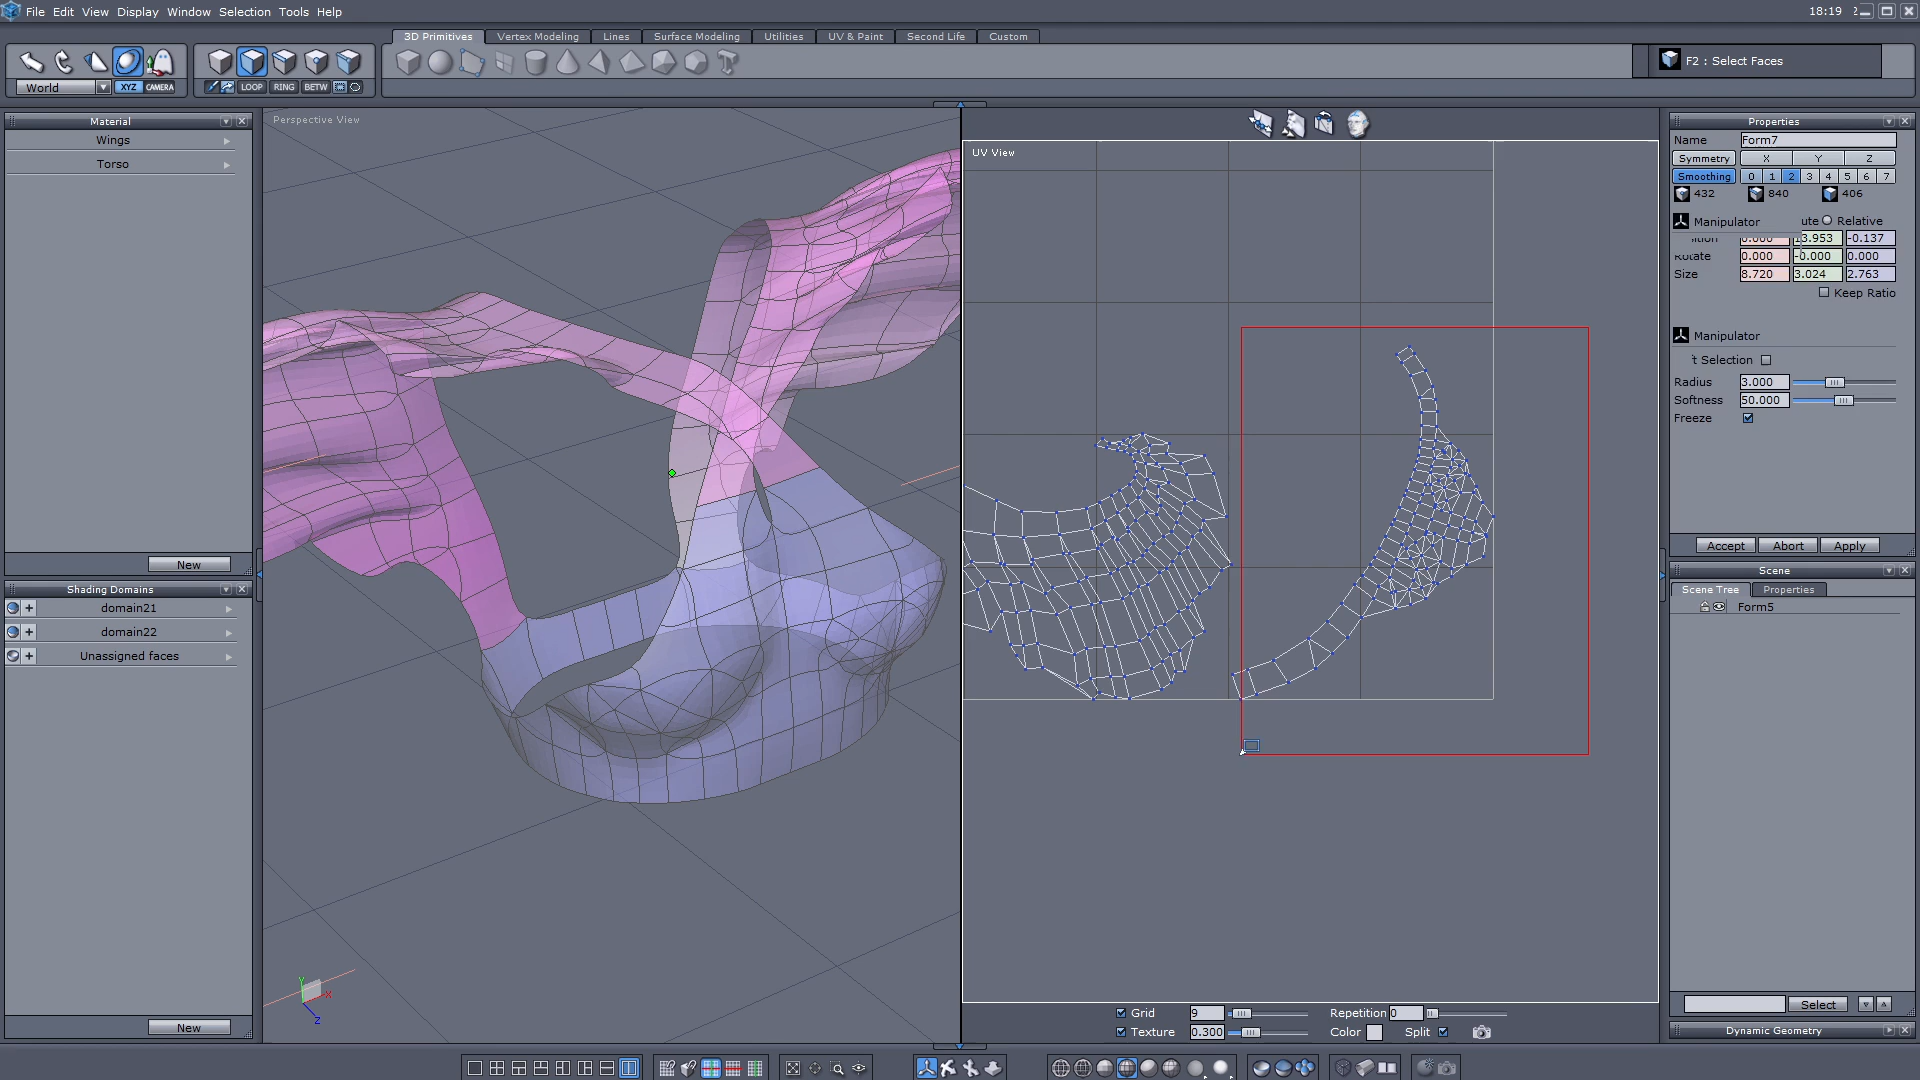 File Edit View Display Window Selection Tools Help
18:19
3D Primitives Vertex Modeling Lines Surface Modeling Utilities UV & Paint Second Life Custom
F2 : Select Faces
World XYZ CAMERA LOOP RING BETW
Material
Wings
Torso
New
Shading Domains
domain21
domain22
Unassigned faces
New
Perspective View
Y
X
Z
UV View
Grid 9 Repetition 0
Texture 0.300 Color Split
Properties
Name Form7
Symmetry X Y Z
Smoothing 0 1 2 3 4 5 6 7
432 840 406
Manipulator ute Relative
0.000 13.953 -0.137
Rotate 0.000 -0.000 0.000
Size 8.720 3.024 2.763
Keep Ratio
Manipulator
t Selection
Radius 3.000
Softness 50.000
Freeze
Accept Abort Apply
Scene
Scene Tree Properties
Form5
Select
Dynamic Geometry